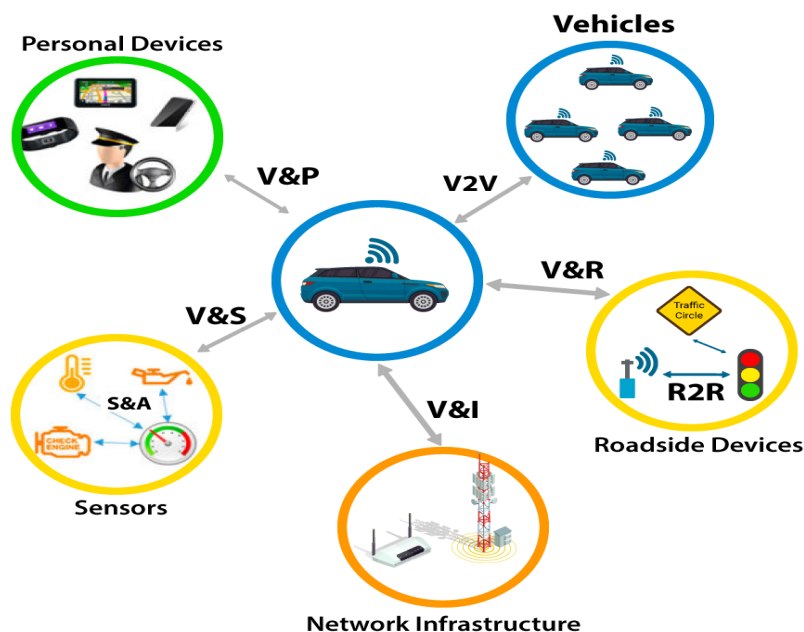 Personal Devices
Vehicles
V&P
V2V
V&R
Traffic
Circle
V&S
R2R
S&A
V&I
CHECK
ENGINE
Roadside Devices
Sensors
Network Infrastructure